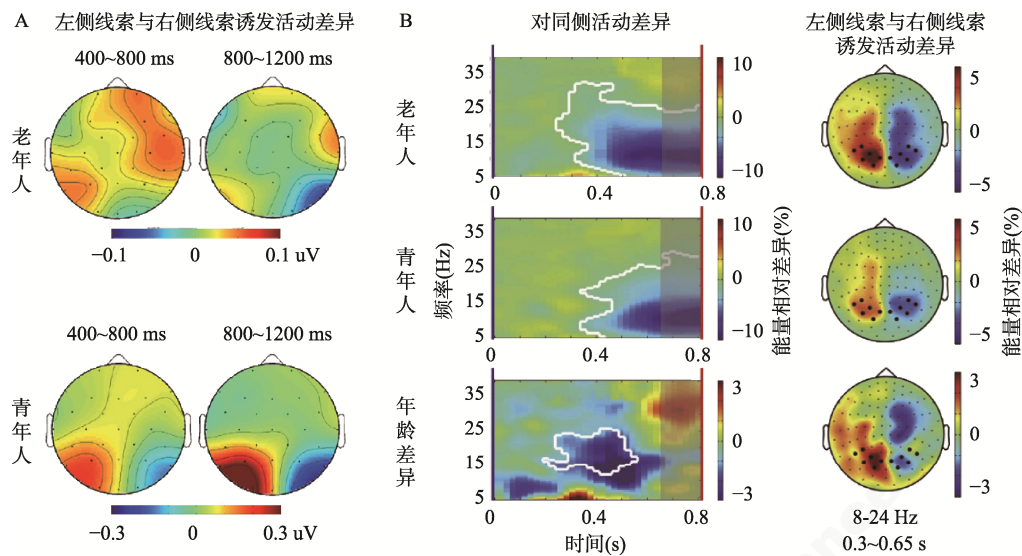 A
左侧线索与右侧线索诱发活动差异
400~800 ms
800~1200 ms
老年人
−0.1
0
0.1 uV
400~800 ms
800~1200 ms
青年人
−0.3
0
0.3 uV
B
对同侧活动差异
左侧线索与右侧线索
诱发活动差异
老年人
35
25
15
5
0.4
0.8
10
0
−10
5
0
−5
青年人
频率(Hz)
35
25
15
5
0
0.4
0.8
10
0
−10
能量相对差异(%)
5
0
−5
能量相对差异(%)
年龄差异
35
25
15
5
0
0.4
0.8
时间(s)
3
0
−3
3
0
−3
8-24 Hz
0.3~0.65 s